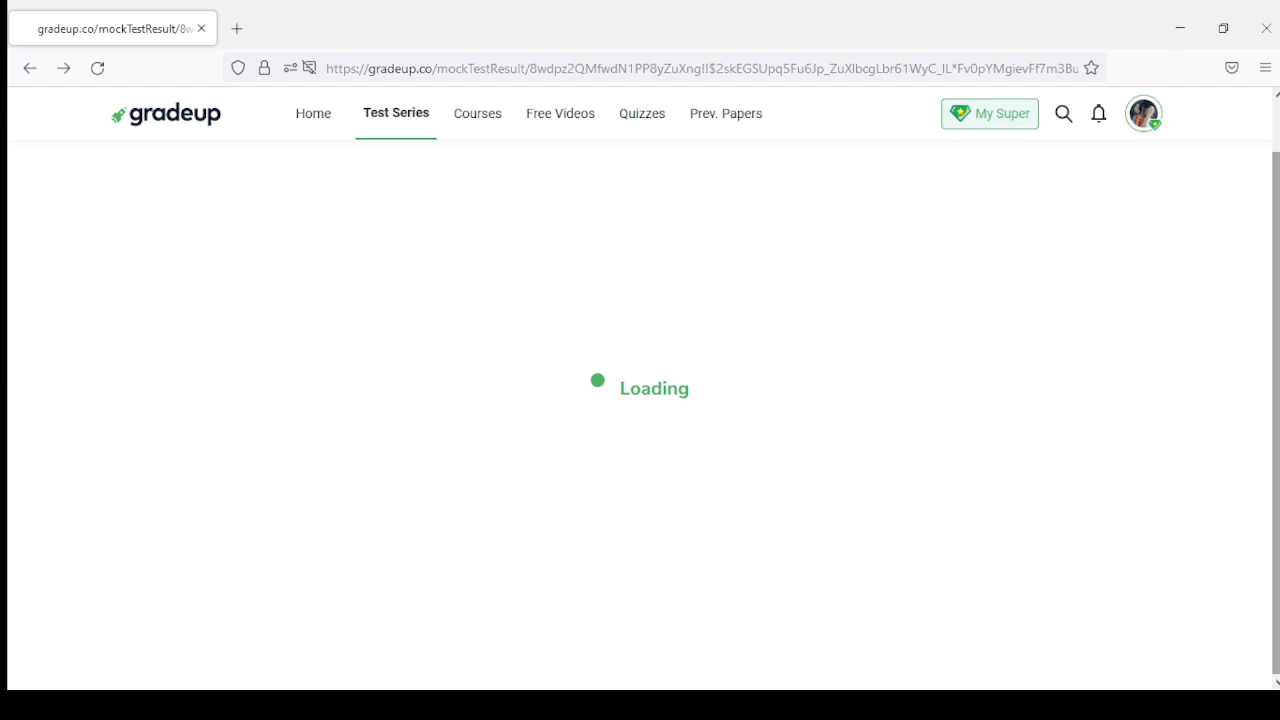 gradeup.co/mockTestResult/8w
https://gradeup.co/mockTestResult/8wdpz2QMfwdN1PP8yZuXng!!$2skEGSUpq5Fu6Jp_ZuXlbcgLbr61WyC_IL*Fv0pYMgievFf7m3Bu
gradeup Home Test Series Courses Free Videos Quizzes Prev. Papers My Super
Loading